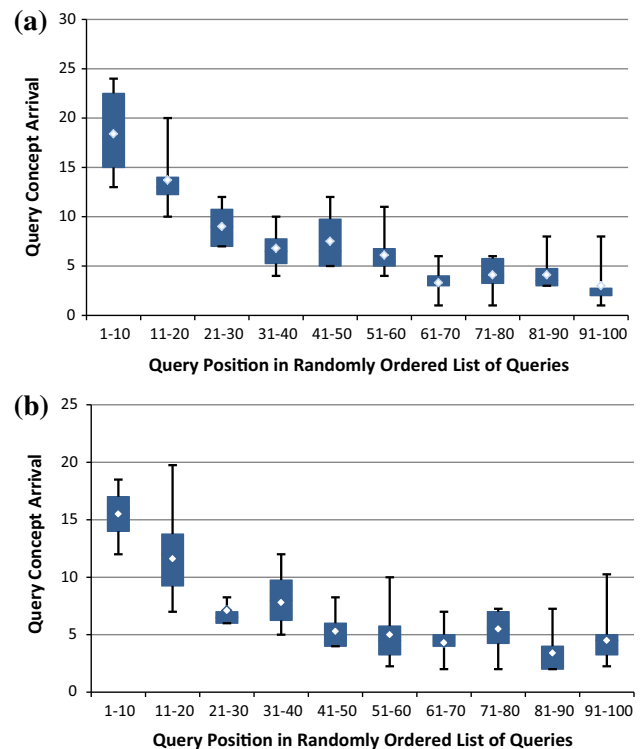 (a)
30
25
20
15
10
5
0
Query Concept Arrival
1-10 11-20 21-30 31-40 41-50 51-60 61-70 71-80 81-90 91-100
Query Position in Randomly Ordered List of Queries
(b)
25
20
15
10
5
0
Query Concept Arrival
1-10 11-20 21-30 31-40 41-50 51-60 61-70 71-80 81-90 91-100
Query Position in Randomly Ordered List of Queries